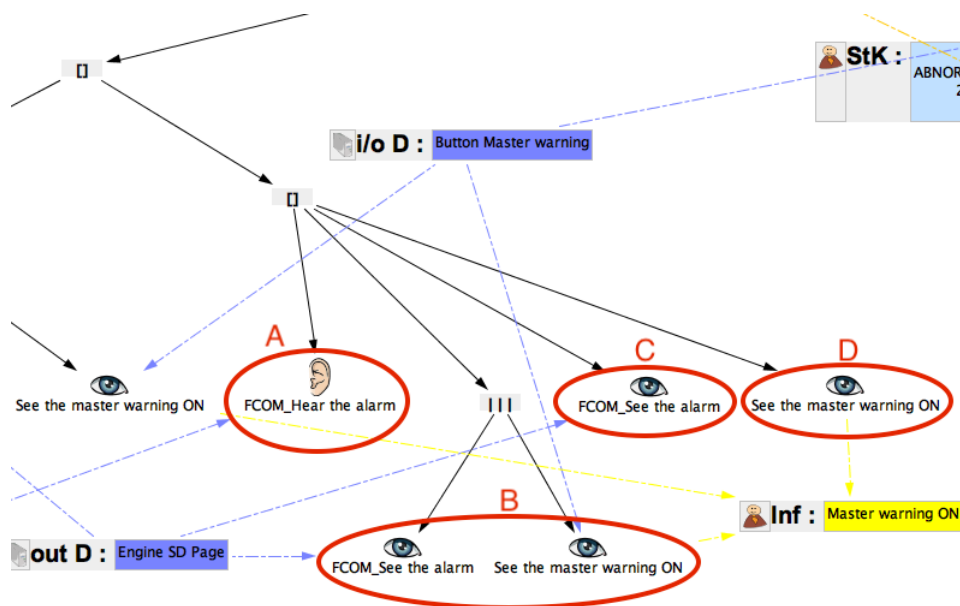 []
StK :
ABNOR
2
i/o D : Button Master warning
[]
A
C
D
See the master warning ON
FCOM_Hear the alarm
|||
FCOM_See the alarm
See the master warning ON
B
Inf : Master warning ON
out D : Engine SD Page
FCOM_See the alarm
See the master warning ON